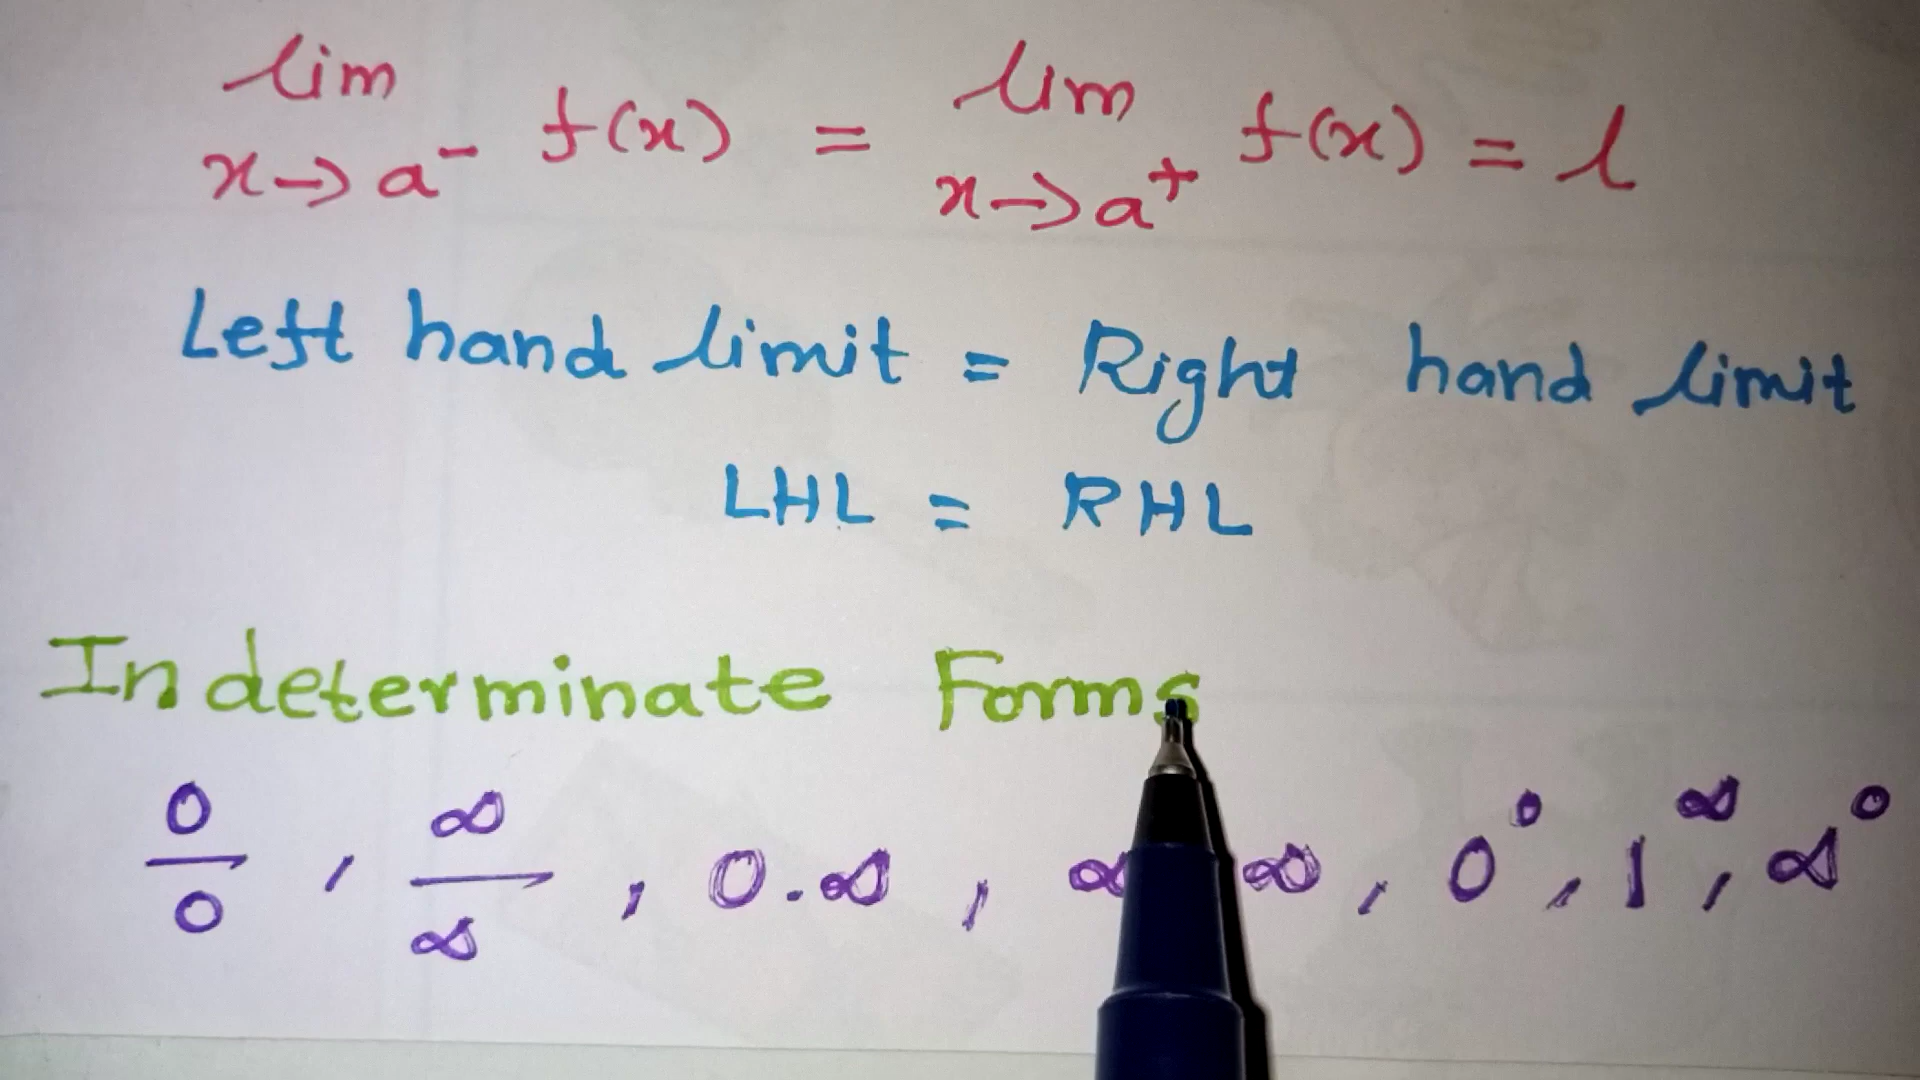 lim x→a⁻ f(x) = lim x→a⁺ f(x) = l
Left hand limit = Right hand limit
LHL = RHL
Indeterminate Forms
0/0 , ∞/∞ , 0.∞ , ∞ ∞ , 0⁰ , 1^∞ , ∞⁰